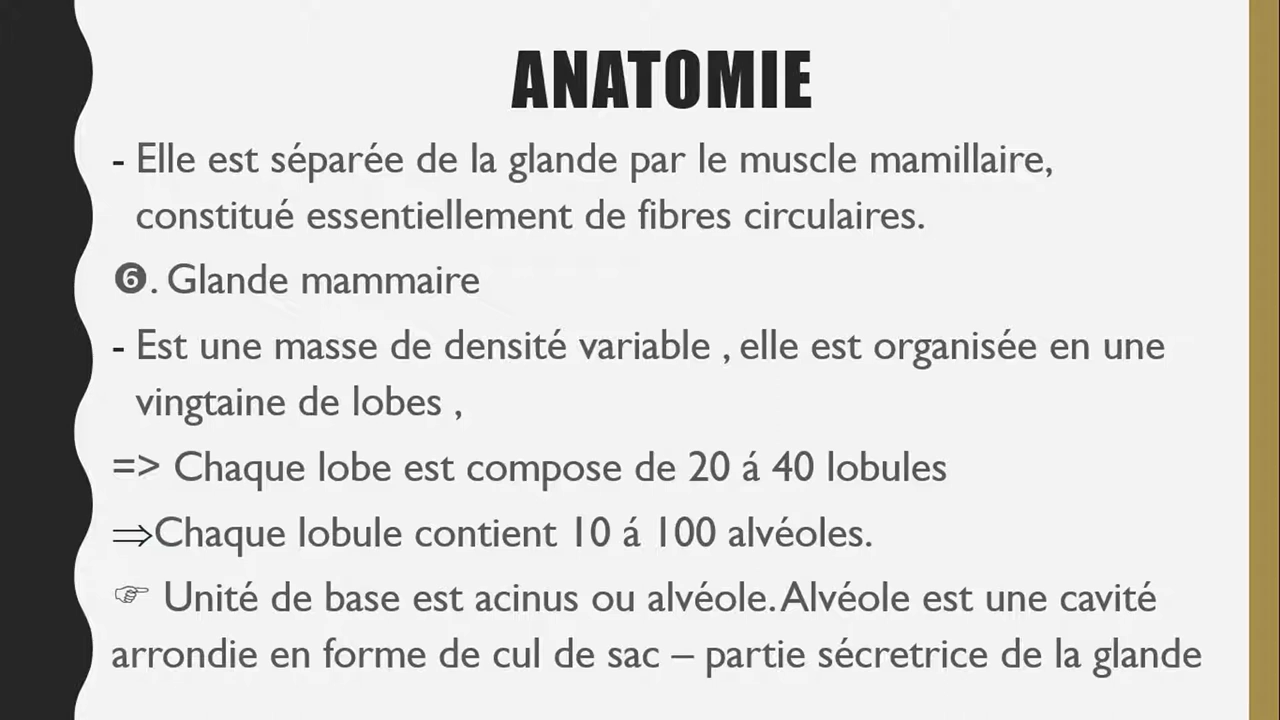 ANATOMIE
- Elle est séparée de la glande par le muscle mamillaire,
constitué essentiellement de fibres circulaires.
❻. Glande mammaire
- Est une masse de densité variable , elle est organisée en une
vingtaine de lobes ,
=> Chaque lobe est compose de 20 á 40 lobules
⇒Chaque lobule contient 10 á 100 alvéoles.
☞ Unité de base est acinus ou alvéole. Alvéole est une cavité
arrondie en forme de cul de sac – partie sécretrice de la glande